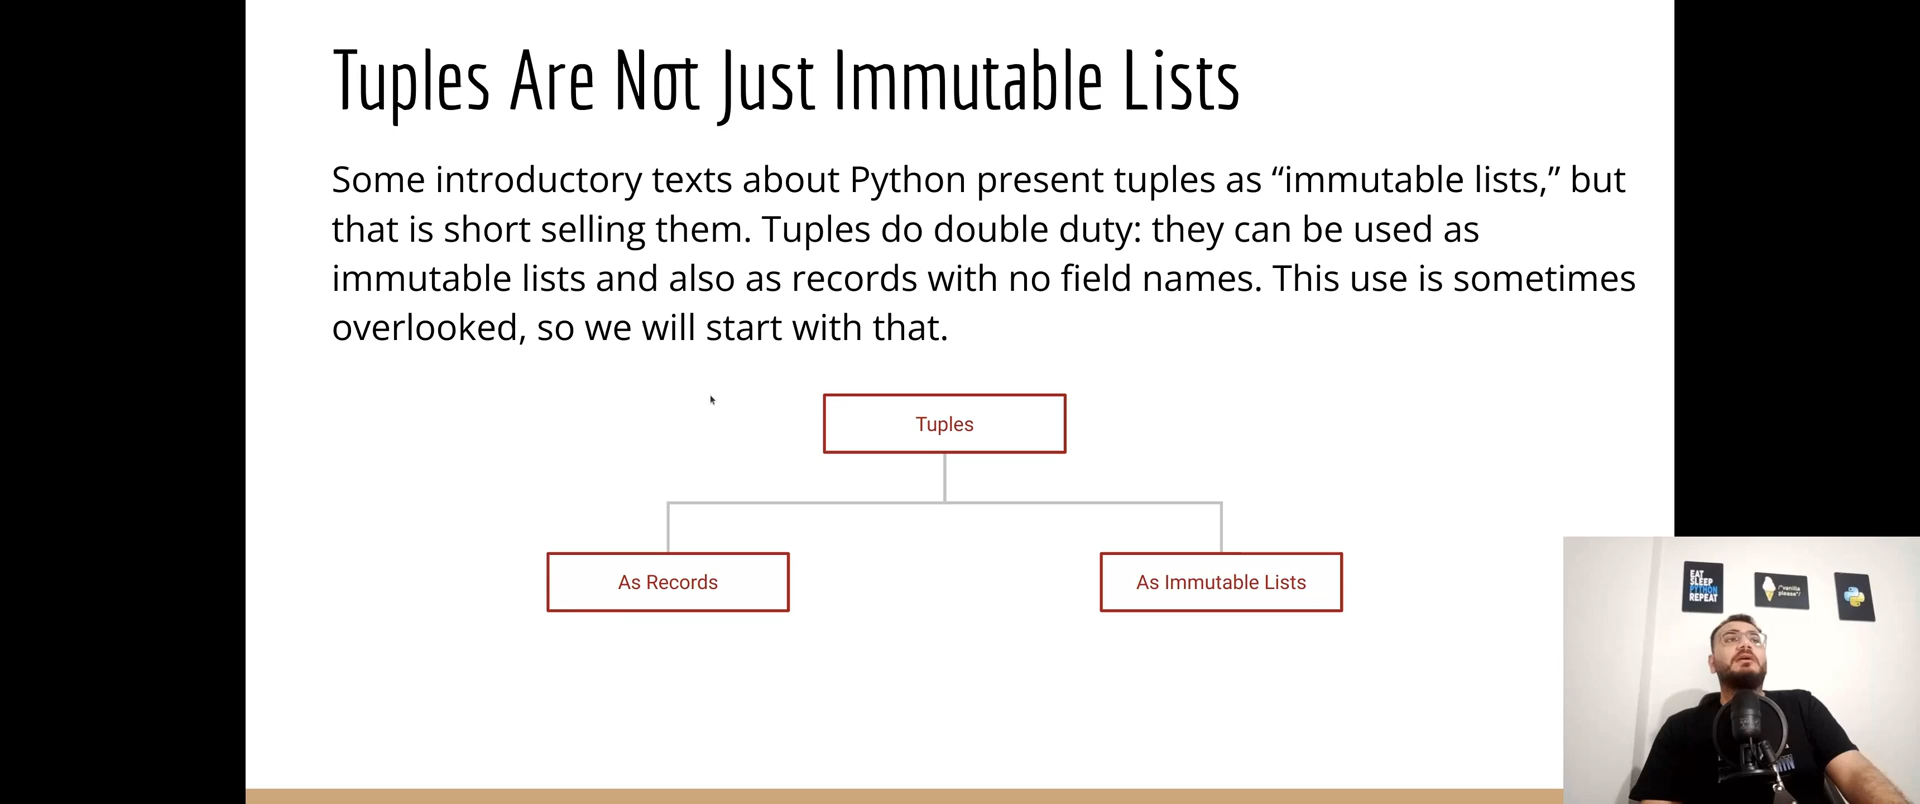 Tuples Are Not Just Immutable Lists
Some introductory texts about Python present tuples as “immutable lists,” but
that is short selling them. Tuples do double duty: they can be used as
immutable lists and also as records with no field names. This use is sometimes
overlooked, so we will start with that.
Tuples
As Records
As Immutable Lists
EAT
SLEEP
PYTHON
REPEAT
/*vanilla
please*/